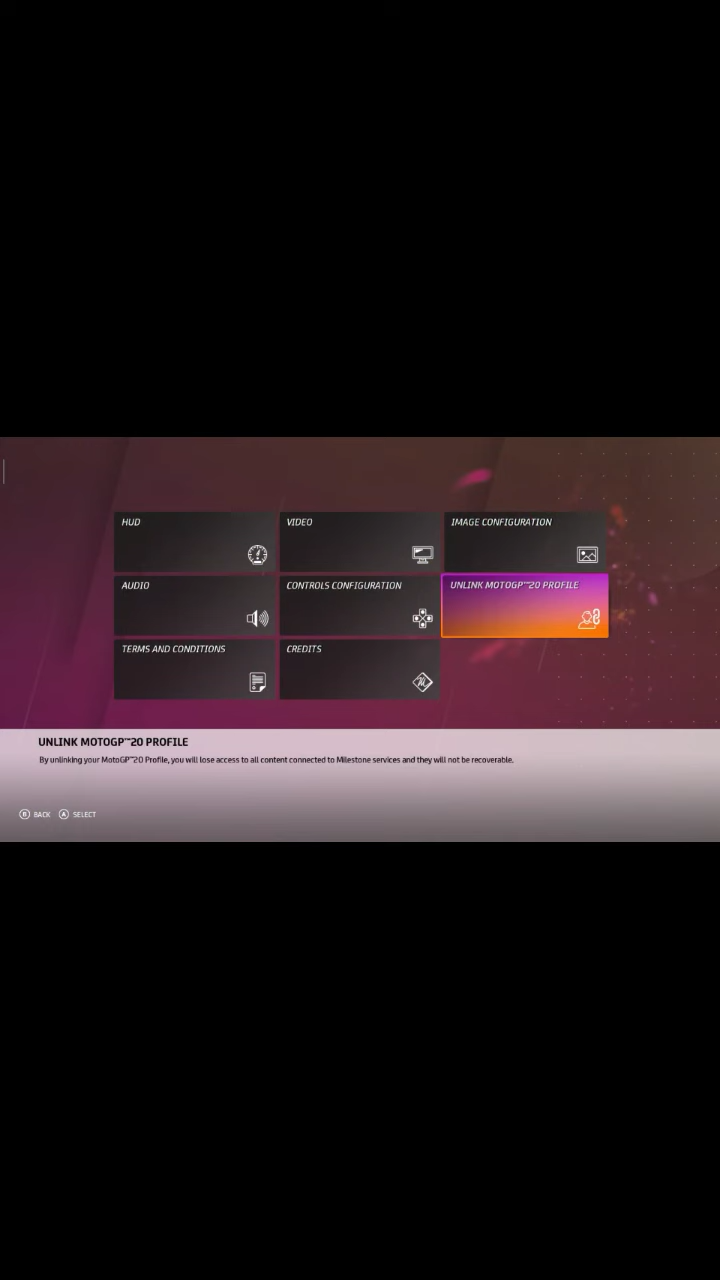 HUD
VIDEO
IMAGE CONFIGURATION
AUDIO
CONTROLS CONFIGURATION
UNLINK MOTOGP™20 PROFILE
TERMS AND CONDITIONS
CREDITS
UNLINK MOTOGP™20 PROFILE
By unlinking your MotoGP™20 Profile, you will lose access to all content connected to Milestone services and they will not be recoverable.
B BACK A SELECT